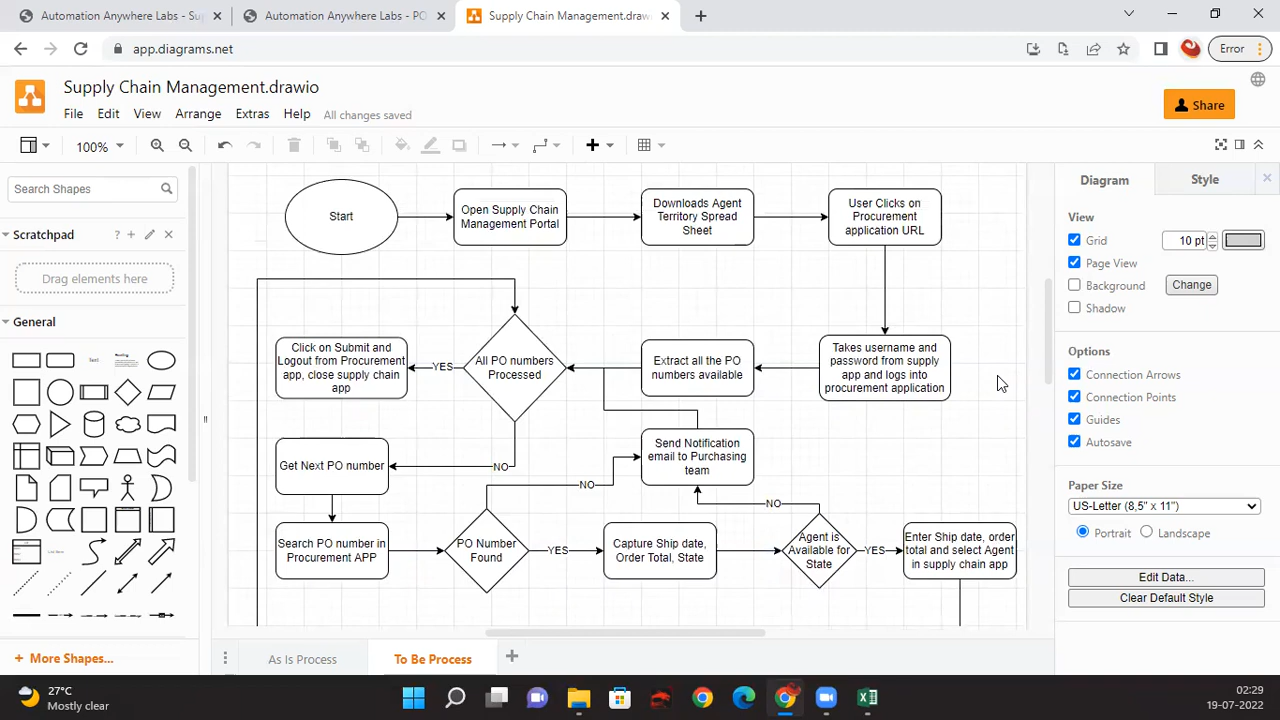 Automation Anywhere Labs - Su
Automation Anywhere Labs - PO
Supply Chain Management.draw
app.diagrams.net
Error
Supply Chain Management.drawio
File Edit View Arrange Extras Help All changes saved
Share
100%
Search Shapes
Scratchpad
Drag elements here
General
Text
Heading
More Shapes...
Start
Open Supply Chain
Management Portal
Downloads Agent
Territory Spread
Sheet
User Clicks on
Procurement
application URL
Click on Submit and
Logout from Procurement
app, close supply chain
app
YES
All PO numbers
Processed
Extract all the PO
numbers available
Takes username and
password from supply
app and logs into
procurement application
Get Next PO number
NO
NO
Send Notification
email to Purchasing
team
NO
Search PO number in
Procurement APP
PO Number
Found
YES
Capture Ship date,
Order Total, State
Agent is
Available for
State
YES
Enter Ship date, order
total and select Agent
in supply chain app
As Is Process
To Be Process
Diagram
Style
View
Grid
10 pt
Page View
Background
Change
Shadow
Options
Connection Arrows
Connection Points
Guides
Autosave
Paper Size
US-Letter (8,5" x 11")
Portrait
Landscape
Edit Data...
Clear Default Style
27°C
Mostly clear
02:29
19-07-2022